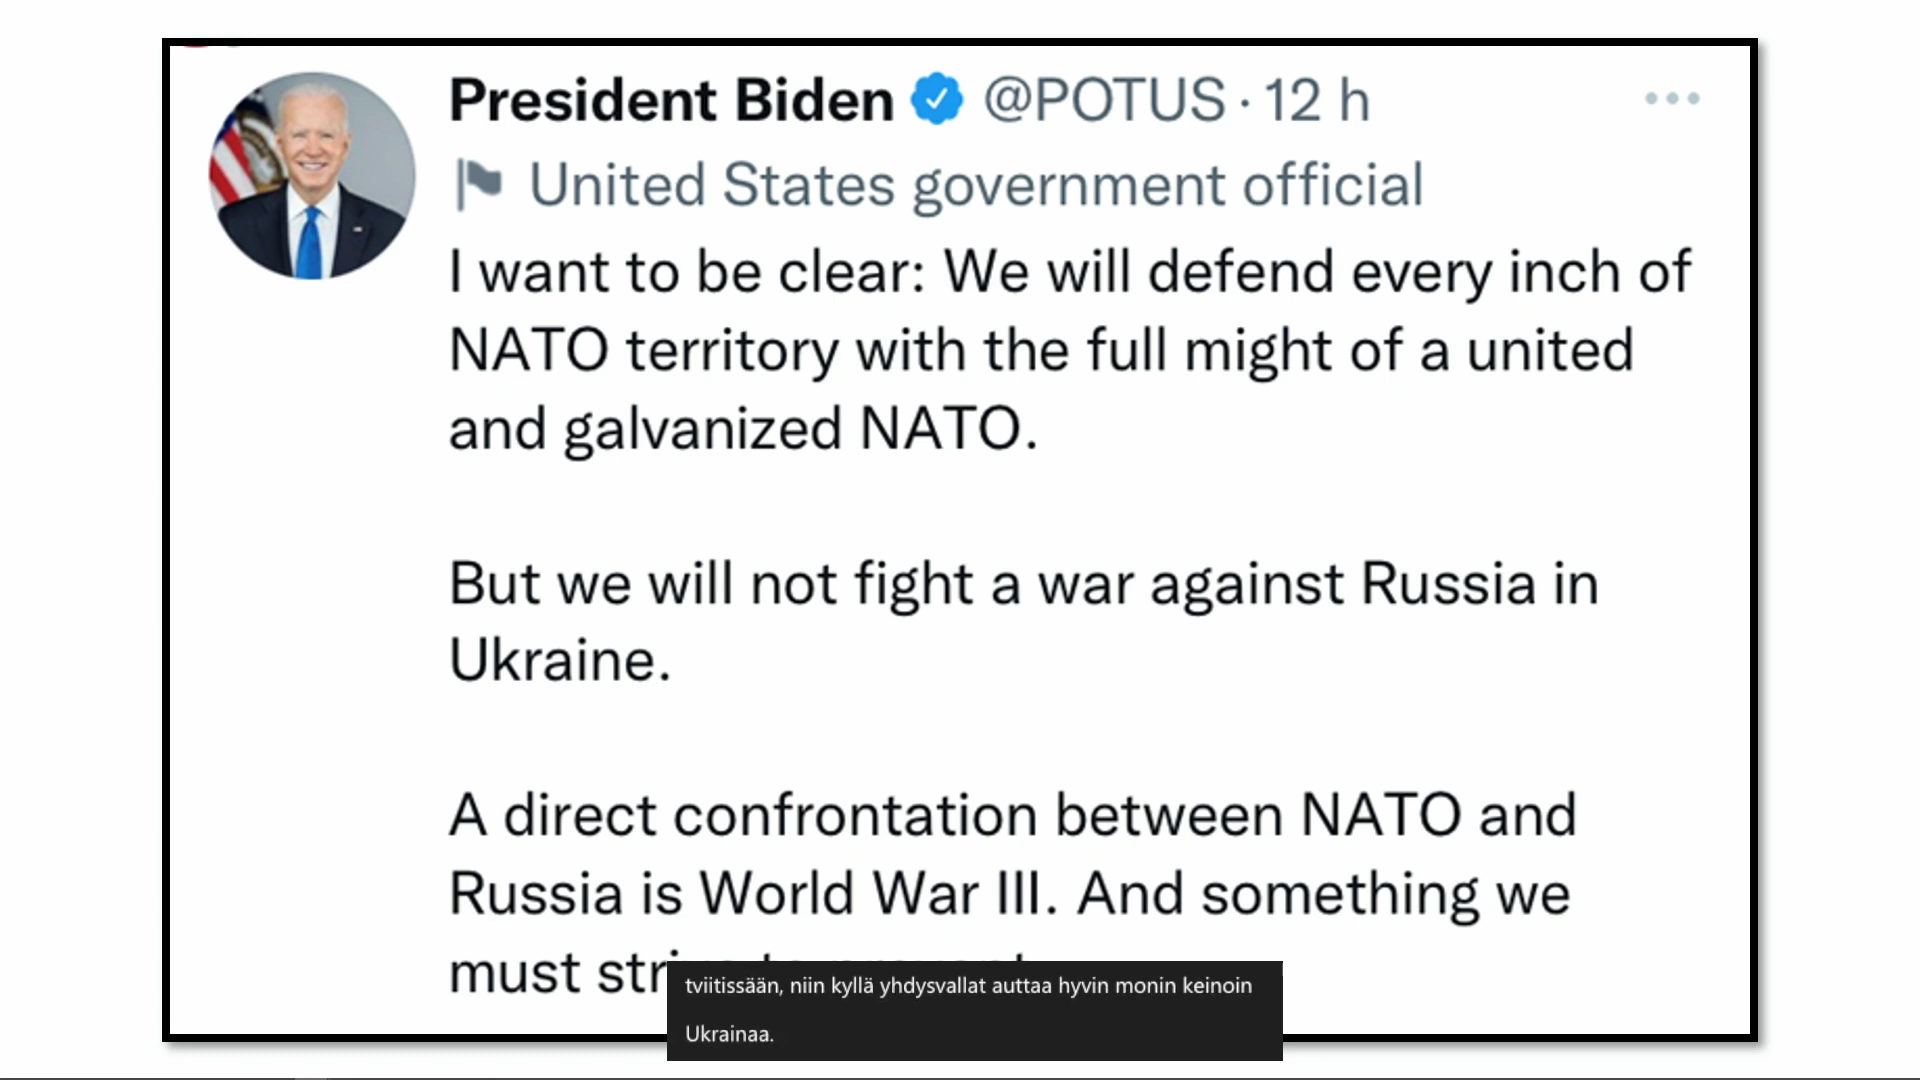 President Biden @POTUS · 12 h
United States government official
I want to be clear: We will defend every inch of
NATO territory with the full might of a united
and galvanized NATO.
But we will not fight a war against Russia in
Ukraine.
A direct confrontation between NATO and
Russia is World War III. And something we
must
tviitissään, niin kyllä yhdysvallat auttaa hyvin monin keinoin
Ukrainaa.